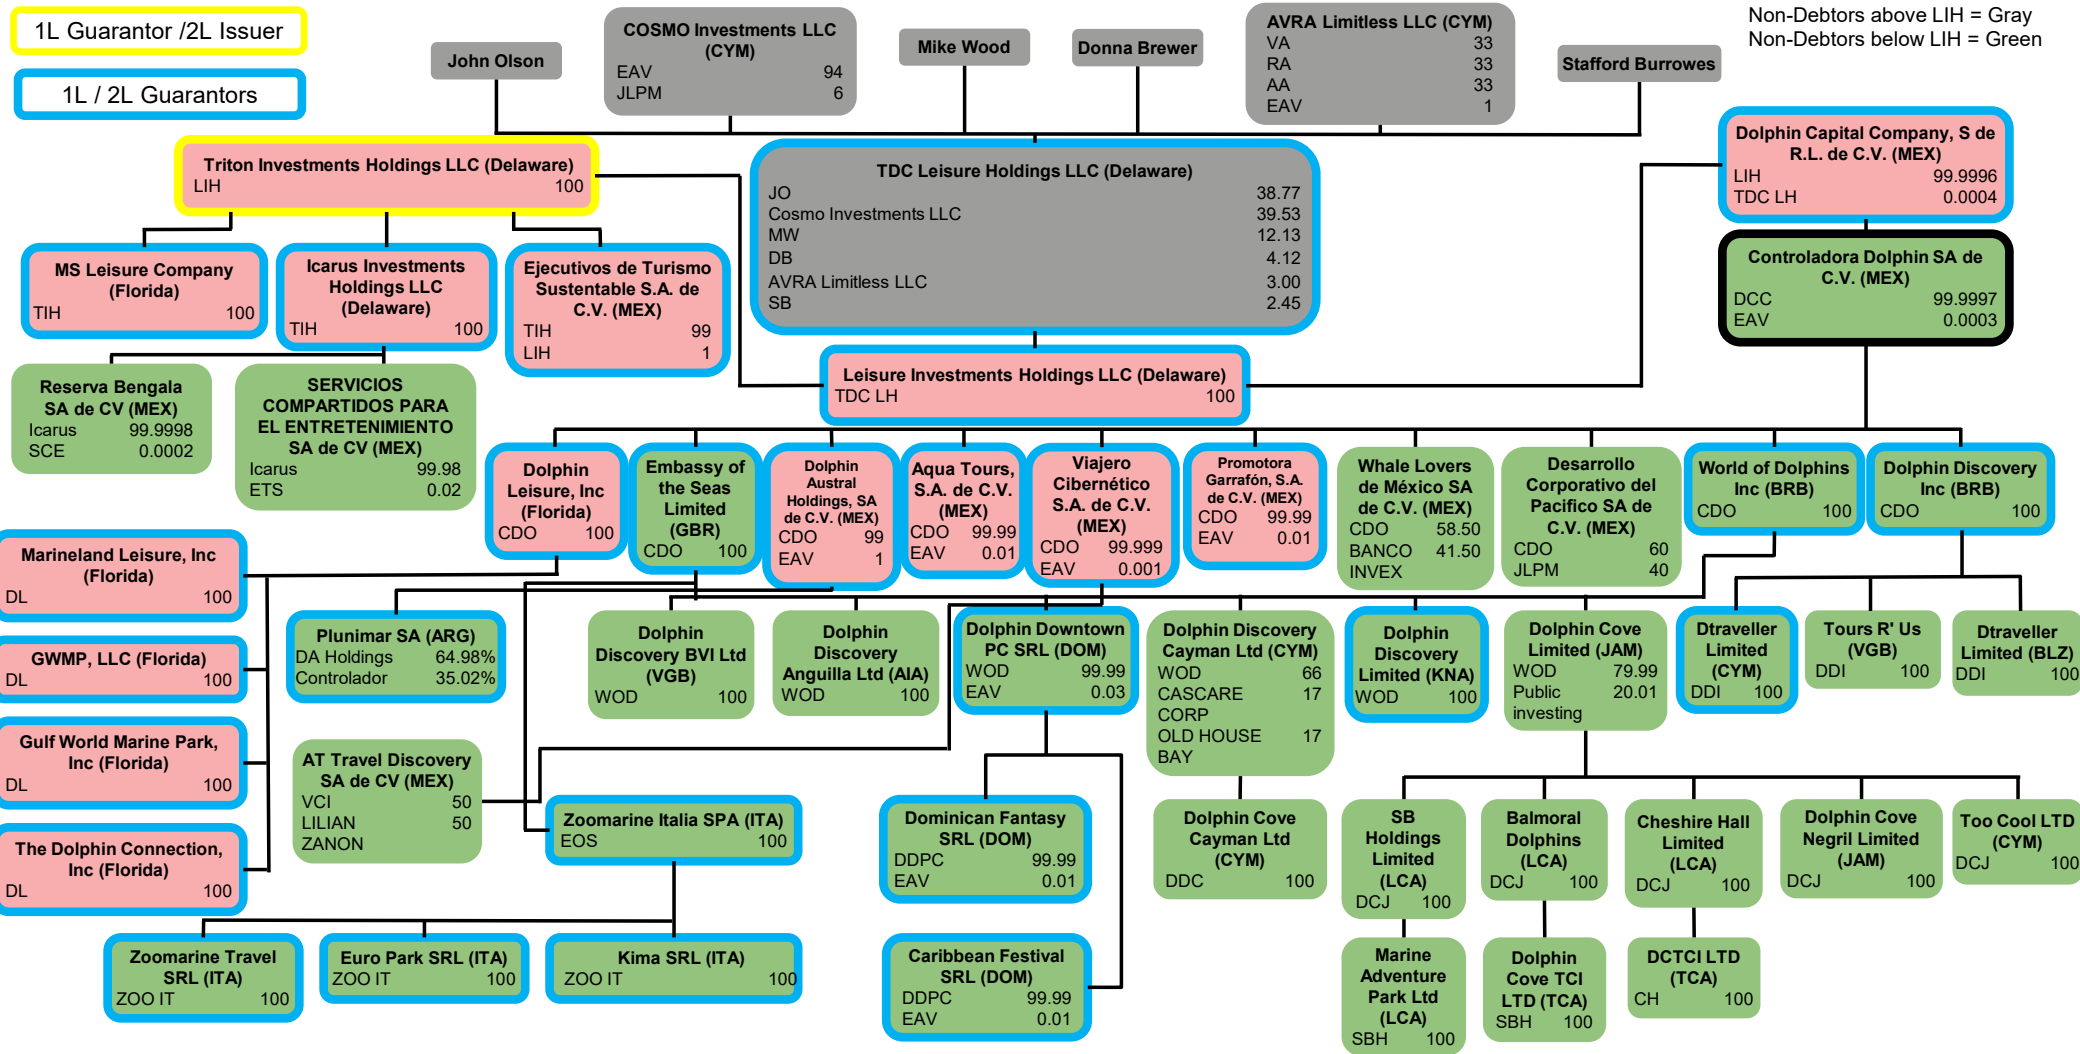 1L Guarantor /2L Issuer
1L / 2L Guarantors
Non-Debtors above LIH = Gray
Non-Debtors below LIH = Green
John Olson
COSMO Investments LLC
(CYM)
EAV 94
JLPM 6
Mike Wood
Donna Brewer
AVRA Limitless LLC (CYM)
VA 33
RA 33
AA 33
EAV 1
Stafford Burrowes
Triton Investments Holdings LLC (Delaware)
LIH 100
TDC Leisure Holdings LLC (Delaware)
JO 38.77
Cosmo Investments LLC 39.53
MW 12.13
DB 4.12
AVRA Limitless LLC 3.00
SB 2.45
Dolphin Capital Company, S de
R.L. de C.V. (MEX)
LIH 99.9996
TDC LH 0.0004
MS Leisure Company
(Florida)
TIH 100
Icarus Investments
Holdings LLC
(Delaware)
TIH 100
Ejecutivos de Turismo
Sustentable S.A. de
C.V. (MEX)
TIH 99
LIH 1
Controladora Dolphin SA de
C.V. (MEX)
DCC 99.9997
EAV 0.0003
Leisure Investments Holdings LLC (Delaware)
TDC LH 100
Reserva Bengala
SA de CV (MEX)
Icarus 99.9998
SCE 0.0002
SERVICIOS
COMPARTIDOS PARA
EL ENTRETENIMIENTO
SA de CV (MEX)
Icarus 99.98
ETS 0.02
Dolphin
Leisure, Inc
(Florida)
CDO 100
Embassy of
the Seas
Limited
(GBR)
CDO 100
Dolphin
Austral
Holdings, SA
de C.V. (MEX)
CDO 99
EAV 1
Aqua Tours,
S.A. de C.V.
(MEX)
CDO 99.99
EAV 0.01
Viajero
Cibernético
S.A. de C.V.
(MEX)
CDO 99.999
EAV 0.001
Promotora
Garrafón, S.A.
de C.V. (MEX)
CDO 99.99
EAV 0.01
Whale Lovers
de México SA
de C.V. (MEX)
CDO 58.50
BANCO 41.50
INVEX
Desarrollo
Corporativo del
Pacifico SA de
C.V. (MEX)
CDO 60
JLPM 40
World of Dolphins
Inc (BRB)
CDO 100
Dolphin Discovery
Inc (BRB)
CDO 100
Marineland Leisure, Inc
(Florida)
DL 100
GWMP, LLC (Florida)
DL 100
Gulf World Marine Park,
Inc (Florida)
DL 100
The Dolphin Connection,
Inc (Florida)
DL 100
Plunimar SA (ARG)
DA Holdings 64.98%
Controlador 35.02%
Dolphin
Discovery BVI Ltd
(VGB)
WOD 100
Dolphin
Discovery
Anguilla Ltd (AIA)
WOD 100
Dolphin Downtown
PC SRL (DOM)
WOD 99.99
EAV 0.03
Dolphin Discovery
Cayman Ltd (CYM)
WOD 66
CASCARE 17
CORP
OLD HOUSE 17
BAY
Dolphin
Discovery
Limited (KNA)
WOD 100
Dolphin Cove
Limited (JAM)
WOD 79.99
Public 20.01
investing
Dtraveller
Limited
(CYM)
DDI 100
Tours R' Us
(VGB)
DDI 100
Dtraveller
Limited (BLZ)
DDI 100
AT Travel Discovery
SA de CV (MEX)
VCI 50
LILIAN 50
ZANON
Zoomarine Italia SPA (ITA)
EOS 100
Dominican Fantasy
SRL (DOM)
DDPC 99.99
EAV 0.01
Dolphin Cove
Cayman Ltd
(CYM)
DDC 100
SB
Holdings
Limited
(LCA)
DCJ 100
Balmoral
Dolphins
(LCA)
DCJ 100
Cheshire Hall
Limited
(LCA)
DCJ 100
Dolphin Cove
Negril Limited
(JAM)
DCJ 100
Too Cool LTD
(CYM)
DCJ 100
Zoomarine Travel
SRL (ITA)
ZOO IT 100
Euro Park SRL (ITA)
ZOO IT 100
Kima SRL (ITA)
ZOO IT 100
Caribbean Festival
SRL (DOM)
DDPC 99.99
EAV 0.01
Marine
Adventure
Park Ltd
(LCA)
SBH 100
Dolphin
Cove TCI
LTD (TCA)
SBH 100
DCTCI LTD
(TCA)
CH 100